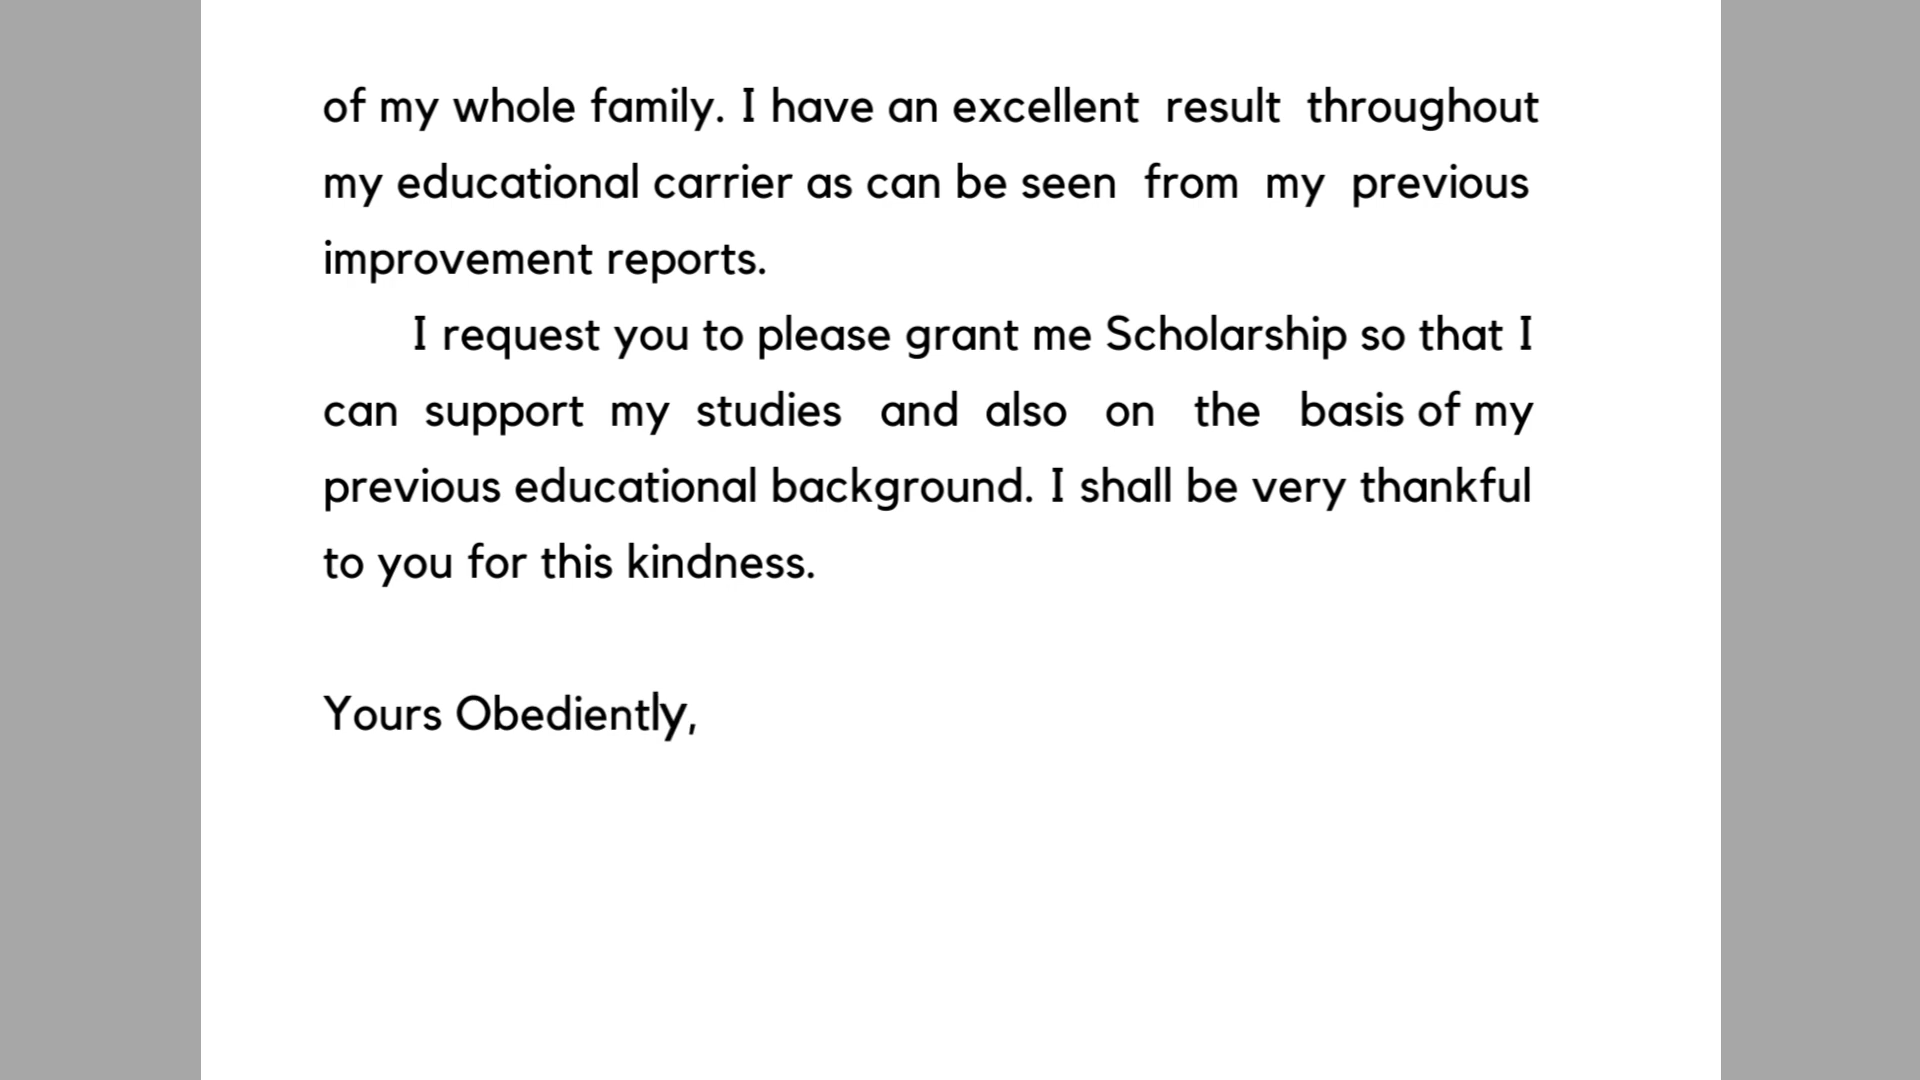 of my whole family. I have an excellent result throughout
my educational carrier as can be seen from my previous
improvement reports.
I request you to please grant me Scholarship so that I
can support my studies and also on the basis of my
previous educational background. I shall be very thankful
to you for this kindness.
Yours Obediently,